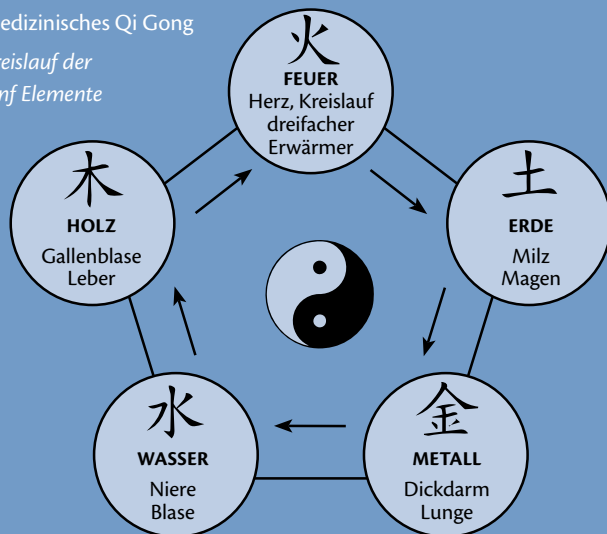 edizinisches Qi Gong
reislauf der
nf Elemente
火
FEUER
Herz, Kreislauf
dreifacher
Erwärmer
木
HOLZ
Gallenblase
Leber
土
ERDE
Milz
Magen
水
WASSER
Niere
Blase
金
METALL
Dickdarm
Lunge